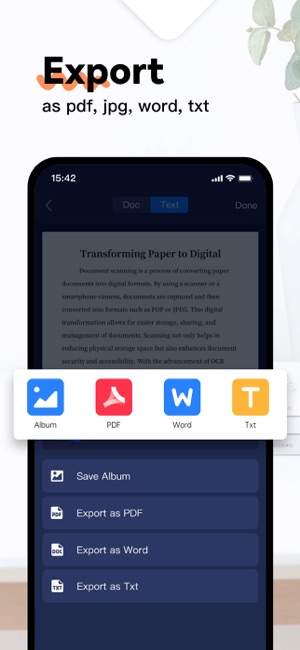 Export
as pdf, jpg, word, txt
15:42
Doc Text Done
Transforming Paper to Digital
Document scanning is a process of converting paper
documents into digital formats. By using a scanner or a
smartphone camera, documents are captured and then
converted into formats such as PDF or JPEG. This digital
transformation allows for easier storage, sharing, and
management of documents. Scanning not only helps in
reducing physical storage space but also enhances document
security and accessibility. With the advancement of OCR
Album PDF Word Txt
Save Album
PDF Export as PDF
DOC Export as Word
TXT Export as Txt